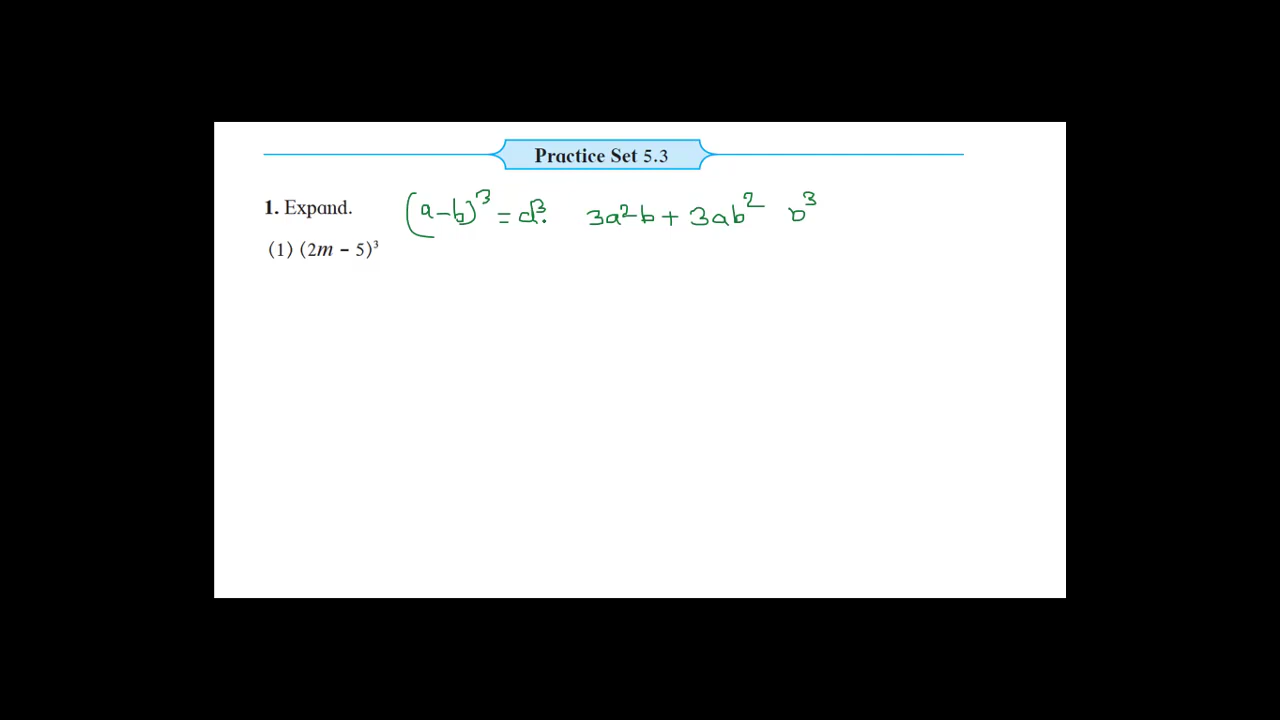 Practice Set 5.3
1. Expand. (a-b)³ = a³ 3a²b + 3ab² b³
(1) (2m - 5)³